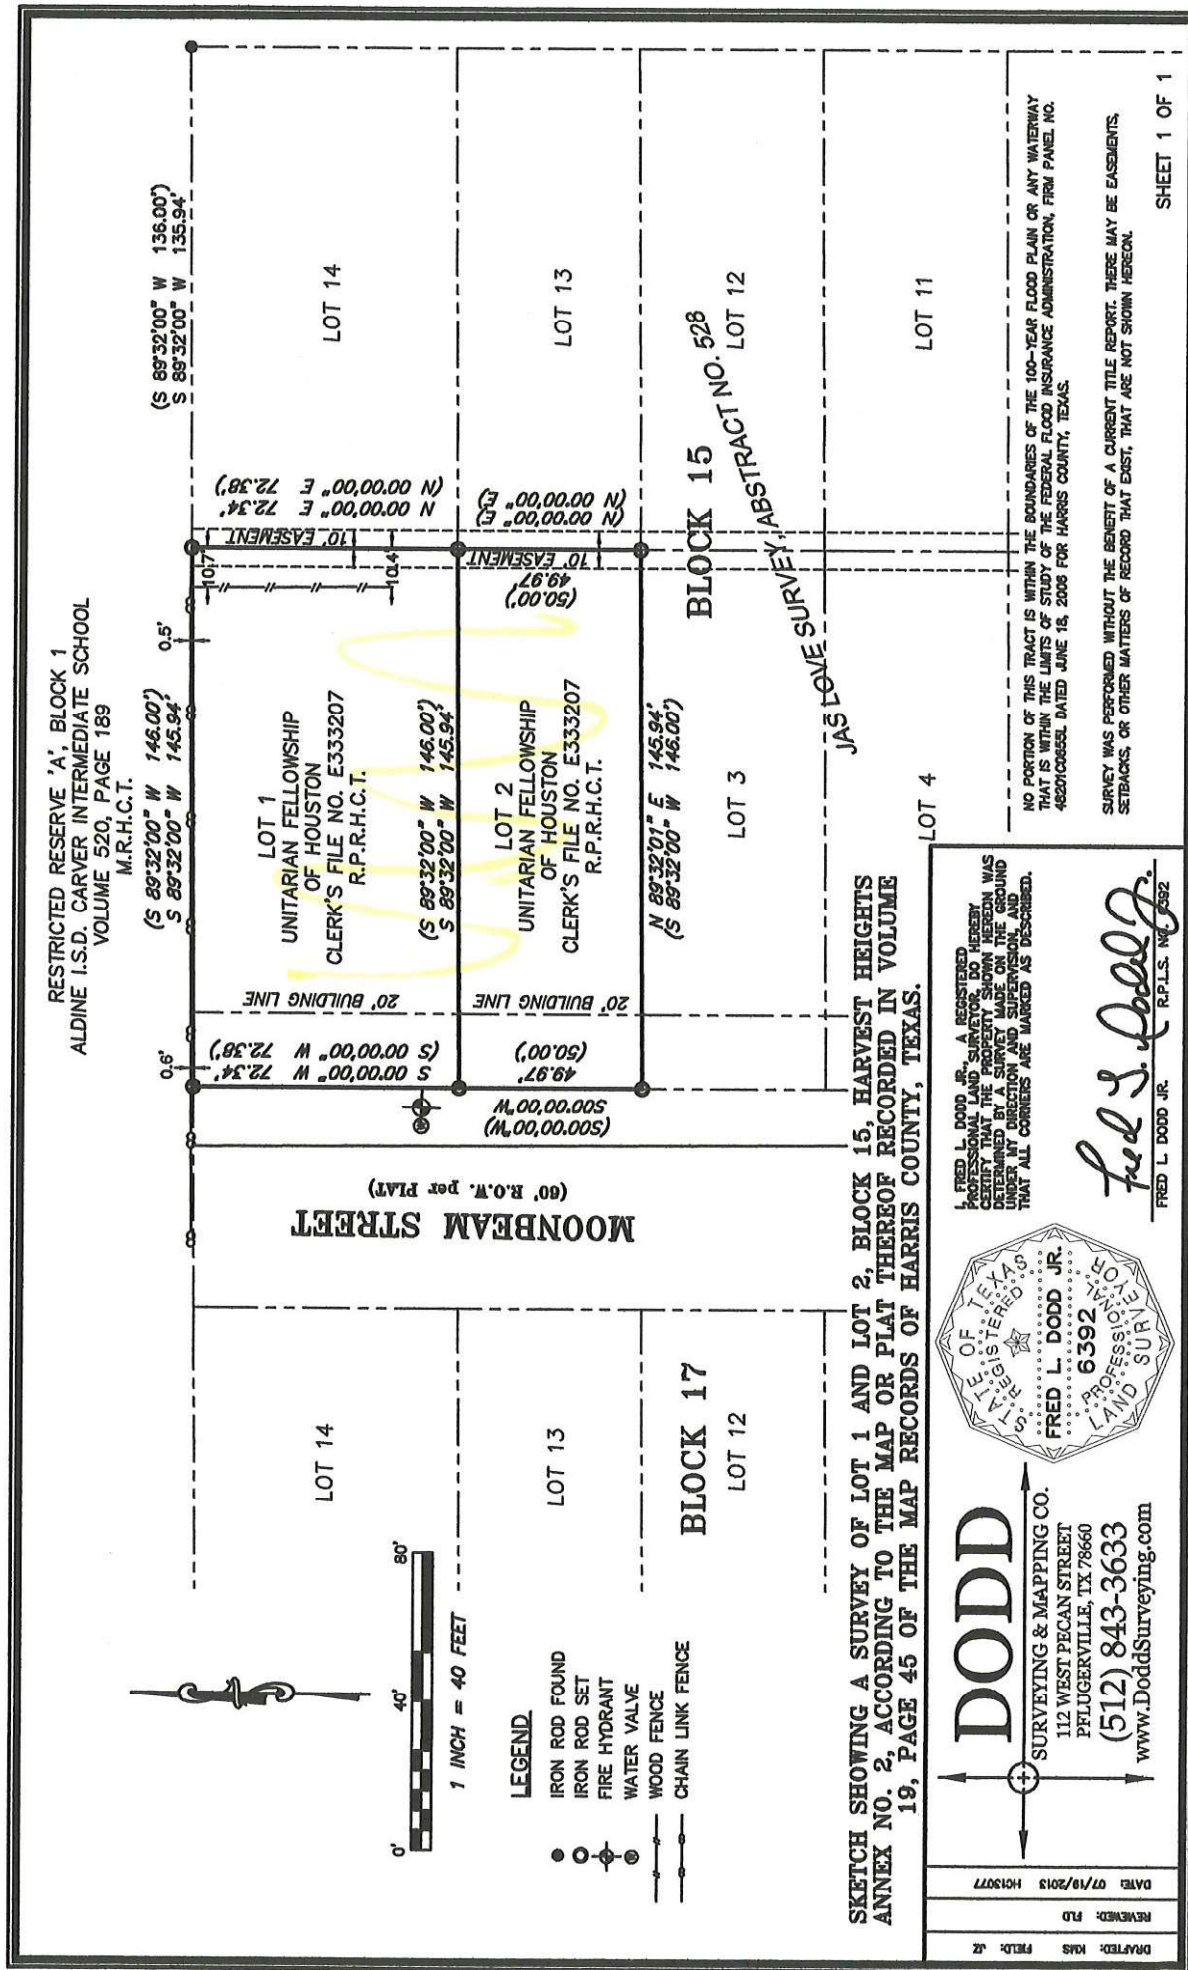 RESTRICTED RESERVE 'A', BLOCK 1
ALDINE I.S.D. CARVER INTERMEDIATE SCHOOL
VOLUME 520, PAGE 189
M.R.H.C.T.
(S 89°32'00" W 146.00')
S 89°32'00" W 145.94'
(S 89°32'00" W 136.00')
S 89°32'00" W 135.94'
0.6'
0.5'
10.7'
10.4'
LOT 14
MOONBEAM STREET
(60' R.O.W. per PLAT)
S 00°00'00" W 72.34'
(S 00°00'00" W 72.38')
20' BUILDING LINE
LOT 1
UNITARIAN FELLOWSHIP
OF HOUSTON
CLERK'S FILE NO. E333207
R.P.R.H.C.T.
10' EASEMENT
N 00°00'00" E 72.34'
(N 00°00'00" E 72.38')
LOT 14
(S 89°32'00" W 146.00')
S 89°32'00" W 145.94'
LOT 13
(S00°00'00"W)
S00°00'00"W
49.97'
(50.00')
20' BUILDING LINE
LOT 2
UNITARIAN FELLOWSHIP
OF HOUSTON
CLERK'S FILE NO. E333207
R.P.R.H.C.T.
(50.00')
49.97'
10' EASEMENT
(N 00°00'00" E)
(N 00°00'00" E)
LOT 13
N 89°32'01" E 145.94'
(S 89°32'00" W 146.00')
BLOCK 17
LOT 12
LOT 3
BLOCK 15
LOT 12
JAS LOVE SURVEY, ABSTRACT NO. 528
LOT 4
LOT 11
0' 40' 80'
1 INCH = 40 FEET
LEGEND
IRON ROD FOUND
IRON ROD SET
FIRE HYDRANT
WATER VALVE
WOOD FENCE
CHAIN LINK FENCE
SKETCH SHOWING A SURVEY OF LOT 1 AND LOT 2, BLOCK 15, HARVEST HEIGHTS
ANNEX NO. 2, ACCORDING TO THE MAP OR PLAT THEREOF RECORDED IN VOLUME
19, PAGE 45 OF THE MAP RECORDS OF HARRIS COUNTY, TEXAS.
DRAFTED: KMS FIELD: JZ
REVIEWED: FLD
DATE: 07/19/2013 HC13077
DODD
SURVEYING & MAPPING CO.
112 WEST PECAN STREET
PFLUGERVILLE, TX 78660
(512) 843-3633
www.DoddSurveying.com
STATE OF TEXAS
REGISTERED
FRED L. DODD JR.
6392
PROFESSIONAL
LAND SURVEYOR
I, FRED L. DODD JR., A REGISTERED
PROFESSIONAL LAND SURVEYOR, DO HEREBY
CERTIFY THAT THE PROPERTY SHOWN HEREON WAS
DETERMINED BY A SURVEY MADE ON THE GROUND
UNDER MY DIRECTION AND SUPERVISION, AND
THAT ALL CORNERS ARE MARKED AS DESCRIBED.
Fred L. Dodd Jr.
FRED L. DODD JR. R.P.L.S. NO. 6392
NO PORTION OF THIS TRACT IS WITHIN THE BOUNDARIES OF THE 100-YEAR FLOOD PLAIN OR ANY WATERWAY
THAT IS WITHIN THE LIMITS OF STUDY OF THE FEDERAL FLOOD INSURANCE ADMINISTRATION, FIRM PANEL NO.
48201C0655L DATED JUNE 18, 2006 FOR HARRIS COUNTY, TEXAS.
SURVEY WAS PERFORMED WITHOUT THE BENEFIT OF A CURRENT TITLE REPORT. THERE MAY BE EASEMENTS,
SETBACKS, OR OTHER MATTERS OF RECORD THAT EXIST, THAT ARE NOT SHOWN HEREON.
SHEET 1 OF 1